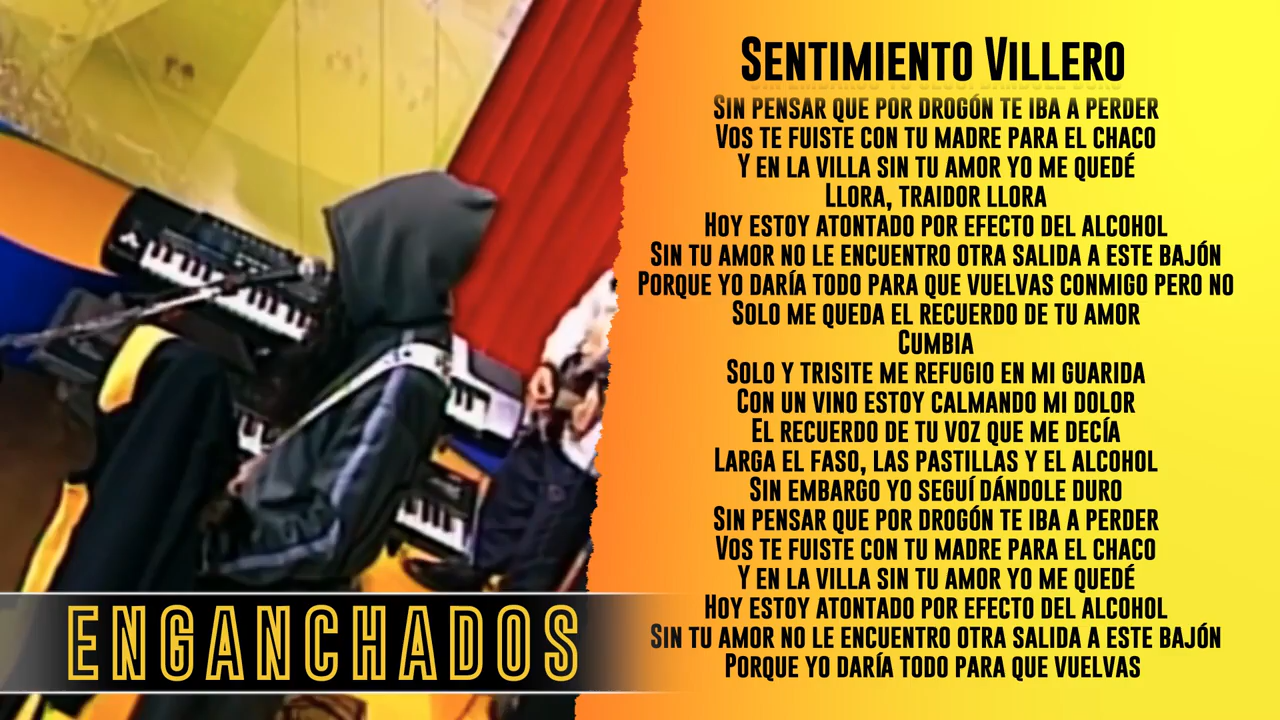 Sentimiento Villero
Sin pensar que por drogón te iba a perder
Vos te fuiste con tu madre para el Chaco
Y en la villa sin tu amor yo me quedé
Llora, traidor llora
Hoy estoy atontado por efecto del alcohol
Sin tu amor no le encuentro otra salida a este bajón
Porque yo daría todo para que vuelvas conmigo pero no
Solo me queda el recuerdo de tu amor
Cumbia
Solo y trisite me refugio en mi guarida
Con un vino estoy calmando mi dolor
El recuerdo de tu voz que me decía
Larga el faso, las pastillas y el alcohol
Sin embargo yo seguí dándole duro
Sin pensar que por drogón te iba a perder
Vos te fuiste con tu madre para el Chaco
Y en la villa sin tu amor yo me quedé
Hoy estoy atontado por efecto del alcohol
Sin tu amor no le encuentro otra salida a este bajón
Porque yo daría todo para que vuelvas
ENGANCHADOS